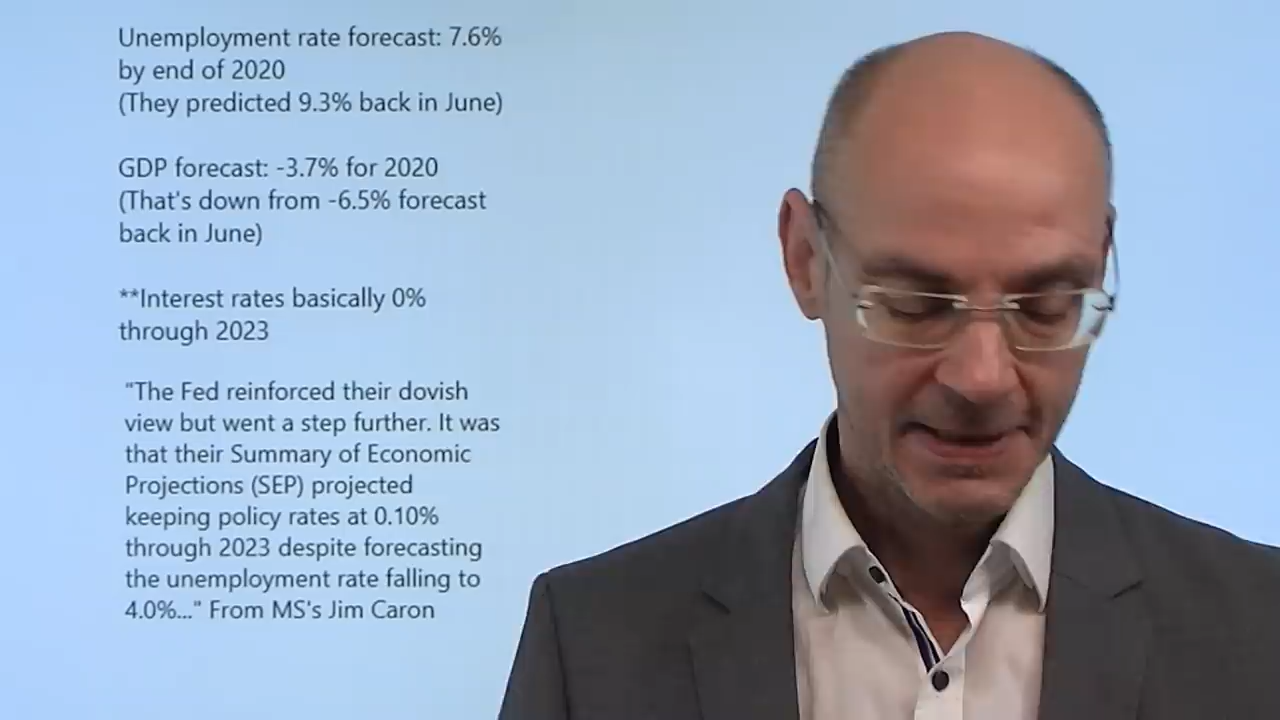 Unemployment rate forecast: 7.6%
by end of 2020
(They predicted 9.3% back in June)
GDP forecast: -3.7% for 2020
(That's down from -6.5% forecast
back in June)
**Interest rates basically 0%
through 2023
"The Fed reinforced their dovish
view but went a step further. It was
that their Summary of Economic
Projections (SEP) projected
keeping policy rates at 0.10%
through 2023 despite forecasting
the unemployment rate falling to
4.0%..." From MS's Jim Caron